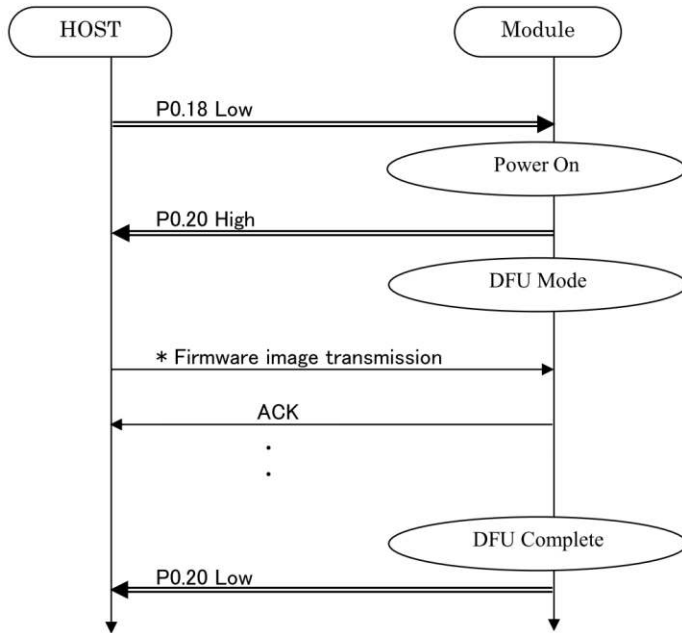 HOST
Module
P0.18 Low
Power On
P0.20 High
DFU Mode
* Firmware image transmission
ACK
.
.
DFU Complete
P0.20 Low